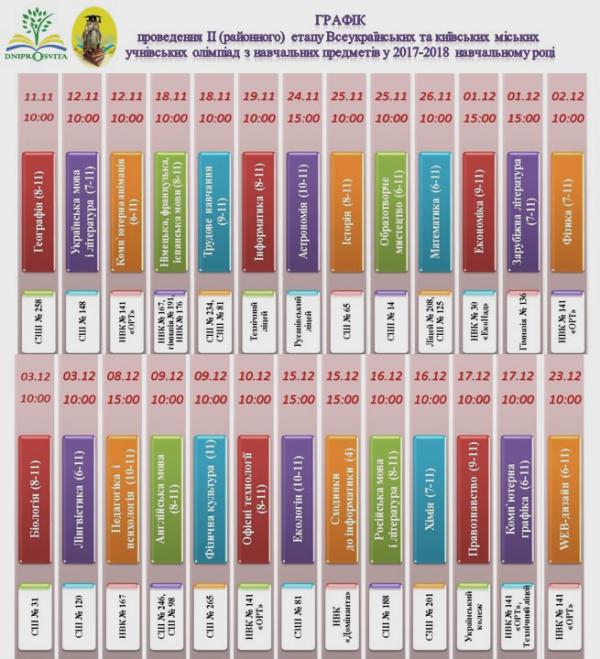 DNIPROSVITA
ГРАФІК
проведення ІІ (районного) етапу Всеукраїнських та київських міських
учнівських олімпіад з навчальних предметів у 2017-2018 навчальному році
11.11
10:00
Географія (8-11)
СЗШ № 258
12.11
10:00
Українська мова
і література (7-11)
СШ № 148
12.11
10:00
Комп'ютерна анімація
(6-11)
НВК № 141
«ОРТ»
18.11
10:00
Німецька, французька,
іспанська мови (8-11)
НВК № 167,
гімназія № 191,
НВК № 176
18.11
10:00
Трудове навчання
(9-11)
СШ № 234,
СЗШ № 81
19.11
10:00
Інформатика (8-11)
Технічний
ліцей
24.11
15:00
Астрономія (10-11)
Русанівський
ліцей
25.11
10:00
Історія (8-11)
СШ № 65
25.11
10:00
Образотворче
мистецтво (6-11)
СШ № 14
26.11
10:00
Математика (6-11)
Ліцей № 208,
СШ № 125
01.12
10:00
Економіка (9-11)
НВК № 30
«ЕкоНад»
01.12
15:00
Зарубіжна література
(7-11)
Гімназія № 136
02.12
10:00
Фізика (7-11)
НВК № 141
«ОРТ»
03.12
10:00
Біологія (8-11)
СШ № 31
03.12
10:00
Лінгвістика (6-11)
СШ № 120
08.12
15:00
Педагогіка і
психологія (10-11)
НВК № 167
09.12
10:00
Англійська мова
(8-11)
СШ № 246,
СШ № 98
09.12
10:00
Фізична культура (11)
СШ № 265
10.12
10:00
Офісні технології
(8-11)
НВК № 141
«ОРТ»
15.12
15:00
Екологія (10-11)
СЗШ № 81
15.12
15:00
Сходинки
до інформатики (4)
НВК
«Домінанта»
16.12
10:00
Російська мова
і література (8-11)
СШ № 188
16.12
10:00
Хімія (7-11)
СЗШ № 201
17.12
10:00
Правознавство (9-11)
Український
колеж
17.12
10:00
Комп'ютерна
графіка (6-11)
НВК № 141
«ОРТ»,
Технічний ліцей
23.12
10:00
WEB-дизайн (6-11)
НВК № 141
«ОРТ»